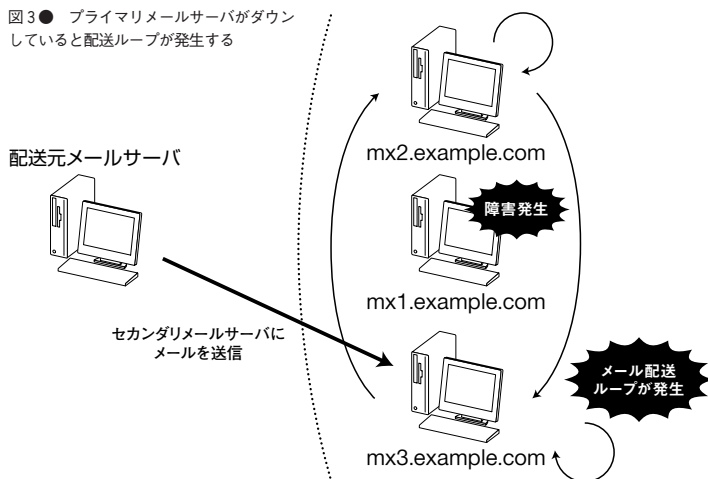 図3● プライマリメールサーバがダウン
していると配送ループが発生する
mx2.example.com
配送元メールサーバ
障害発生
mx1.example.com
セカンダリメールサーバに
メールを送信
メール配送
ループが発生
mx3.example.com